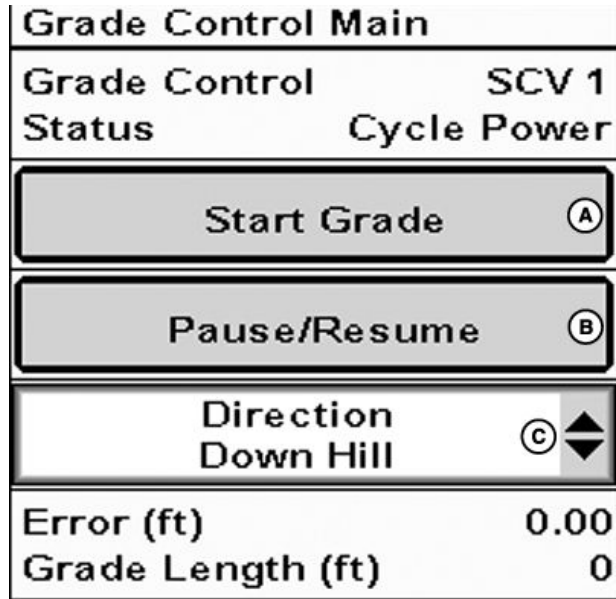 Grade Control Main
Grade Control SCV 1
Status Cycle Power
Start Grade A
Pause/Resume B
Direction
Down Hill C
Error (ft) 0.00
Grade Length (ft) 0